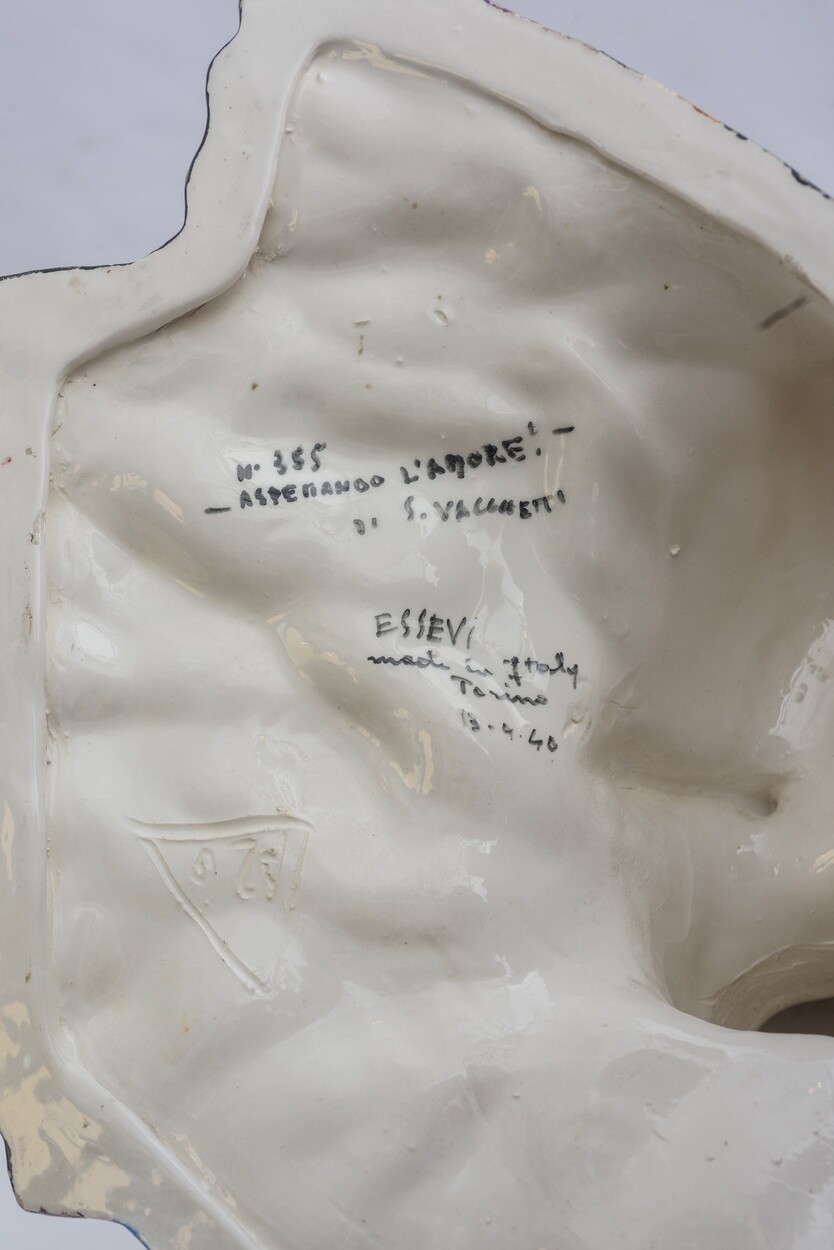 N. 355
— ASPETTANDO L'AMORE! —
DI S. VACCHETTI
ESSEVI
made in Italy
Torino
13.4.40